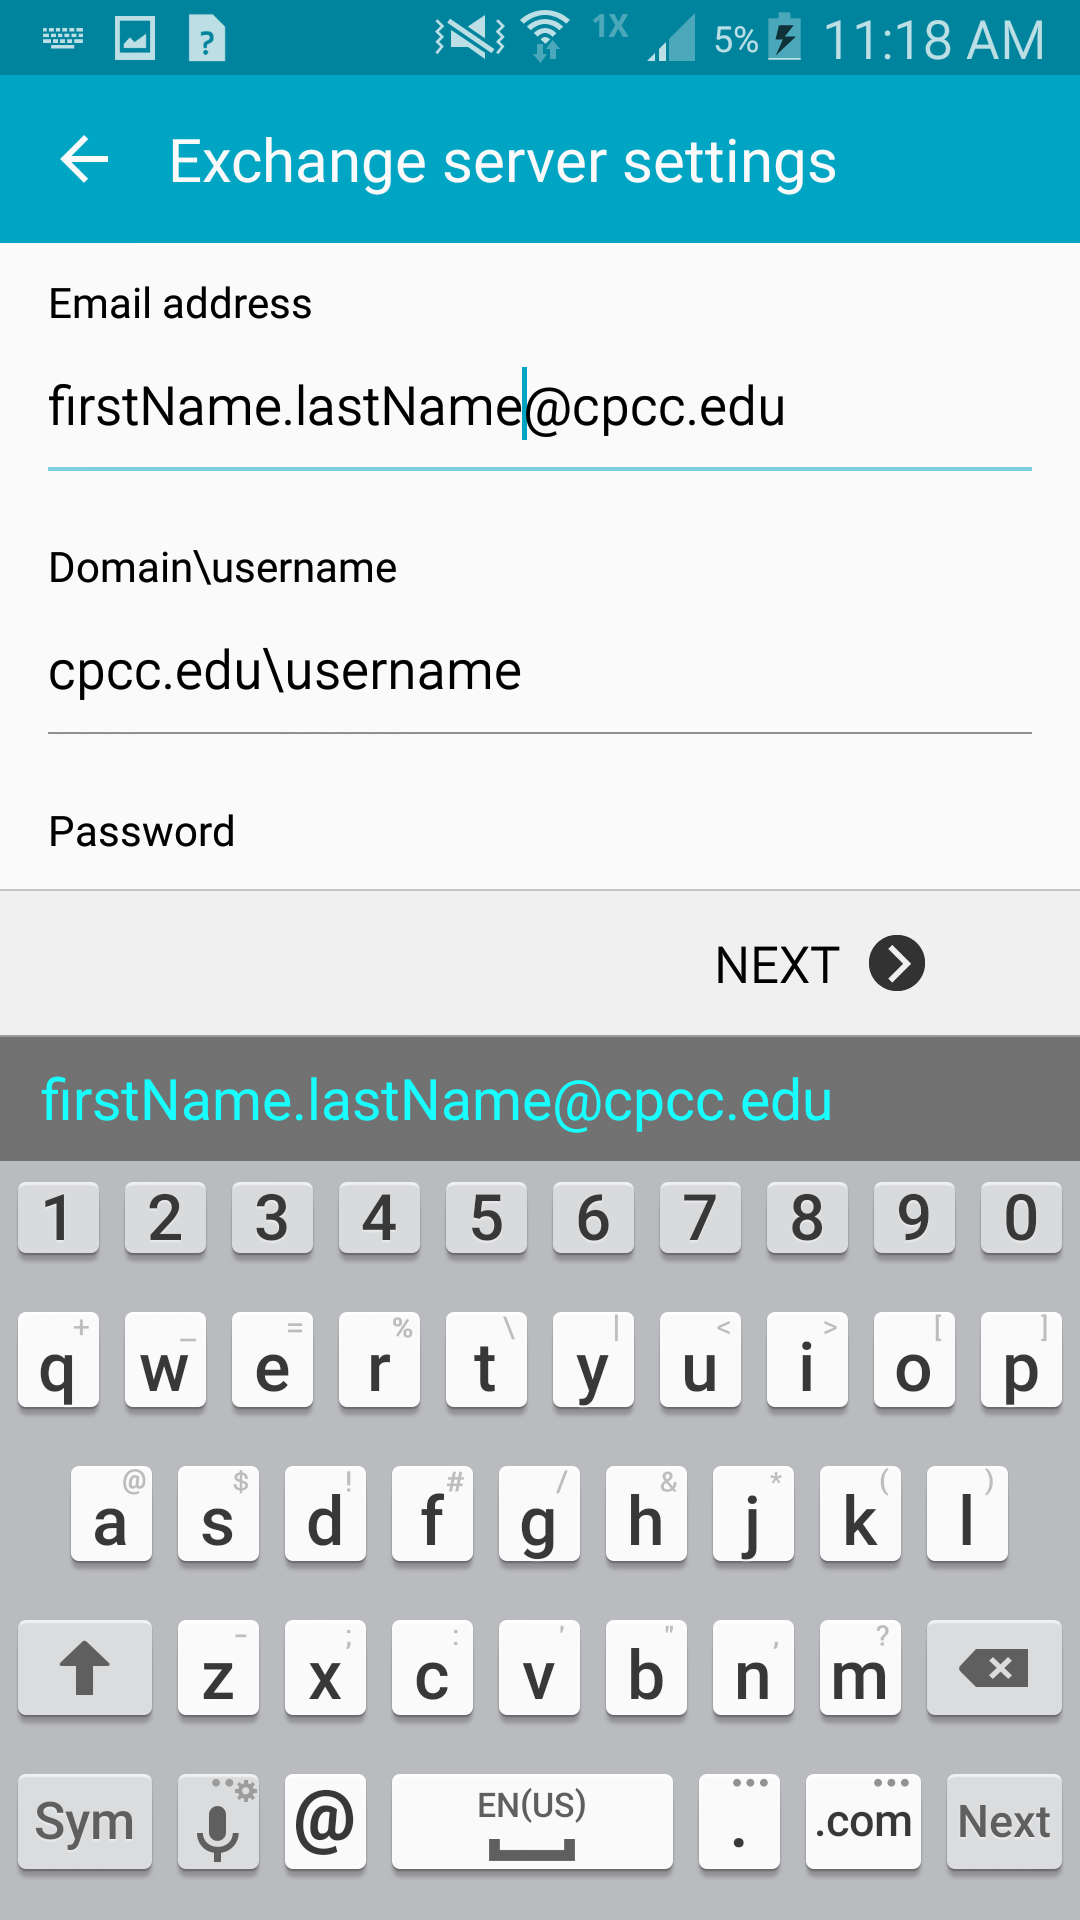 1X 5% 11:18 AM
Exchange server settings
Email address
firstName.lastName@cpcc.edu
Domain\username
cpcc.edu\username
Password
NEXT
firstName.lastName@cpcc.edu
1 2 3 4 5 6 7 8 9 0
+ _ = % \ | < > [ ]
q w e r t y u i o p
@ $ ! # / & * ( )
a s d f g h j k l
- ; : ' " , ?
z x c v b n m
Sym @ EN(US) . .com Next